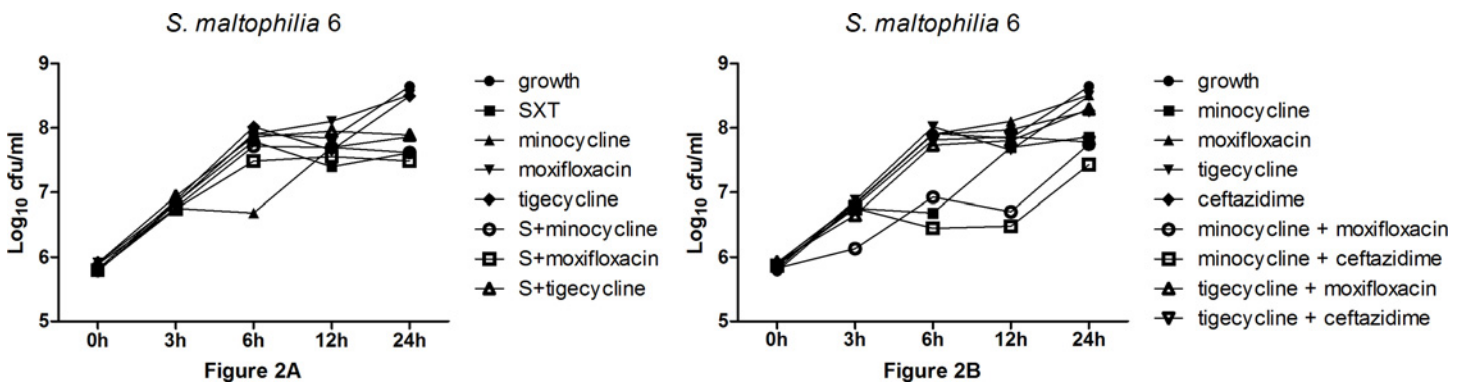 S. maltophilia 6
9
8
7
6
5
Log10 cfu/ml
0h 3h 6h 12h 24h
growth
SXT
minocycline
moxifloxacin
tigecycline
S+minocycline
S+moxifloxacin
S+tigecycline
Figure 2A
S. maltophilia 6
9
8
7
6
5
Log10 cfu/ml
0h 3h 6h 12h 24h
growth
minocycline
moxifloxacin
tigecycline
ceftazidime
minocycline + moxifloxacin
minocycline + ceftazidime
tigecycline + moxifloxacin
tigecycline + ceftazidime
Figure 2B